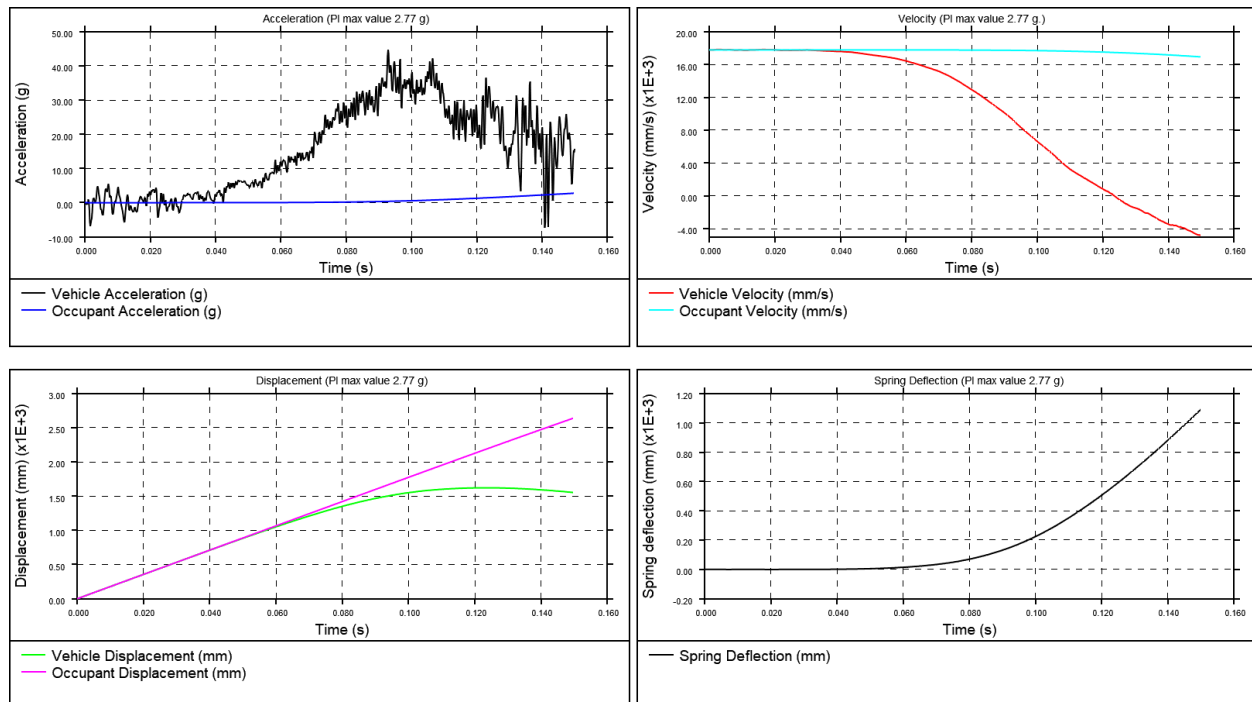 Acceleration (PI max value 2.77 g)
Acceleration (g)
50.00
40.00
30.00
20.00
10.00
0.00
-10.00
0.000 0.020 0.040 0.060 0.080 0.100 0.120 0.140 0.160
Time (s)
Vehicle Acceleration (g)
Occupant Acceleration (g)
Velocity (PI max value 2.77 g.)
Velocity (mm/s) (x1E+3)
20.00
16.00
12.00
8.00
4.00
0.00
-4.00
0.000 0.020 0.040 0.060 0.080 0.100 0.120 0.140 0.160
Time (s)
Vehicle Velocity (mm/s)
Occupant Velocity (mm/s)
Displacement (PI max value 2.77 g)
Displacement (mm) (x1E+3)
3.00
2.50
2.00
1.50
1.00
0.50
0.00
0.000 0.020 0.040 0.060 0.080 0.100 0.120 0.140 0.160
Time (s)
Vehicle Displacement (mm)
Occupant Displacement (mm)
Spring Deflection (PI max value 2.77 g)
Spring deflection (mm) (x1E+3)
1.20
1.00
0.80
0.60
0.40
0.20
0.00
-0.20
0.000 0.020 0.040 0.060 0.080 0.100 0.120 0.140 0.160
Time (s)
Spring Deflection (mm)